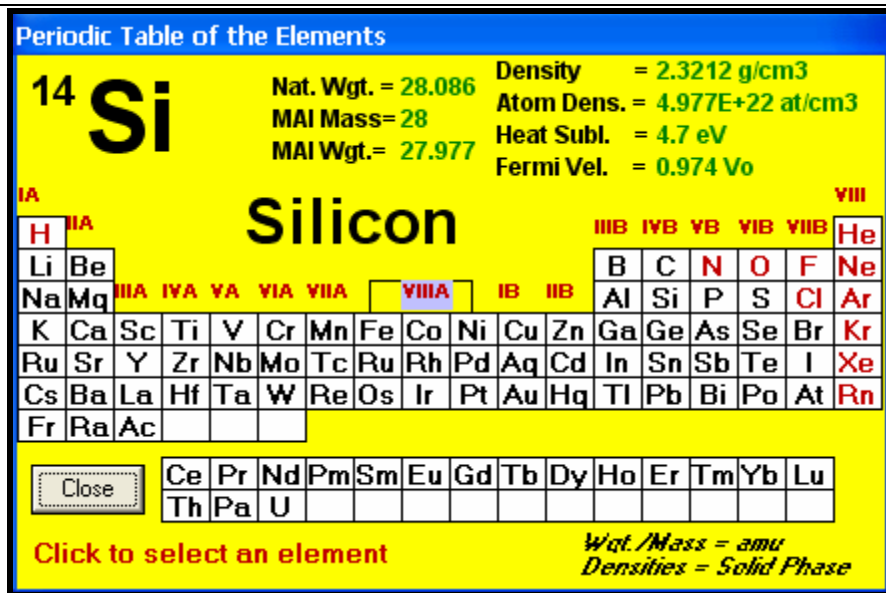 Periodic Table of the Elements
14 Si
Nat. Wgt. = 28.086
MAI Mass= 28
MAI Wgt.= 27.977
Density = 2.3212 g/cm3
Atom Dens. = 4.977E+22 at/cm3
Heat Subl. = 4.7 eV
Fermi Vel. = 0.974 Vo
Silicon
IA VIII
H IIA IIIB IVB VB VIB VIIB He
Li Be B C N O F Ne
Na Mg IIIA IVA VA VIA VIIA VIIIA IB IIB Al Si P S Cl Ar
K Ca Sc Ti V Cr Mn Fe Co Ni Cu Zn Ga Ge As Se Br Kr
Ru Sr Y Zr Nb Mo Tc Ru Rh Pd Ag Cd In Sn Sb Te I Xe
Cs Ba La Hf Ta W Re Os Ir Pt Au Hg Tl Pb Bi Po At Rn
Fr Ra Ac
Ce Pr Nd Pm Sm Eu Gd Tb Dy Ho Er Tm Yb Lu
Th Pa U
Close
Click to select an element
Wgt./Mass = amu
Densities = Solid Phase